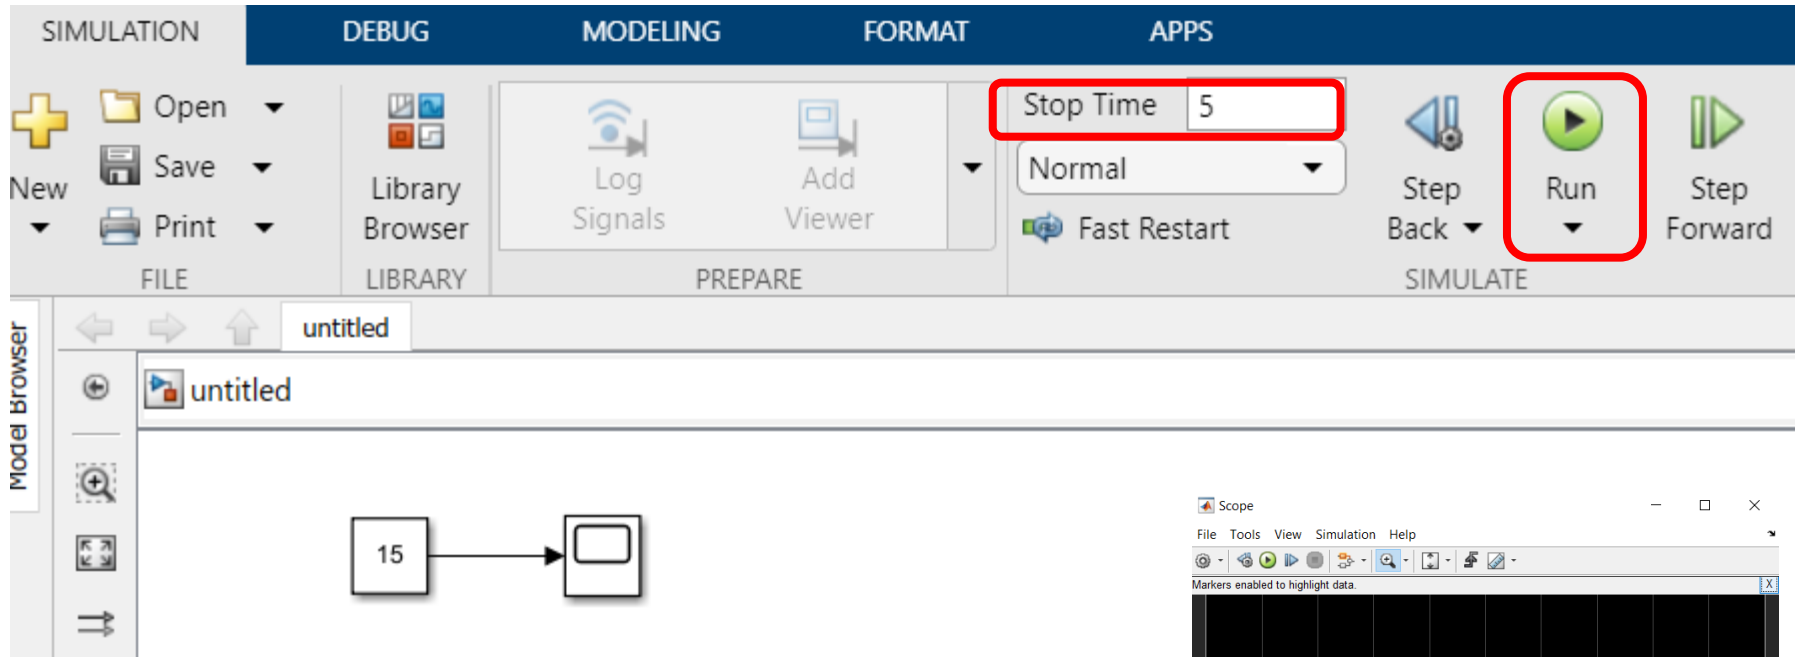 SIMULATION DEBUG MODELING FORMAT APPS
New
Open
Save
Print
FILE
Library
Browser
LIBRARY
Log
Signals
Add
Viewer
PREPARE
Stop Time 5
Normal
Fast Restart
Step
Back
Run
Step
Forward
SIMULATE
Model Browser
untitled
untitled
15
Scope
File Tools View Simulation Help
Markers enabled to highlight data.
X